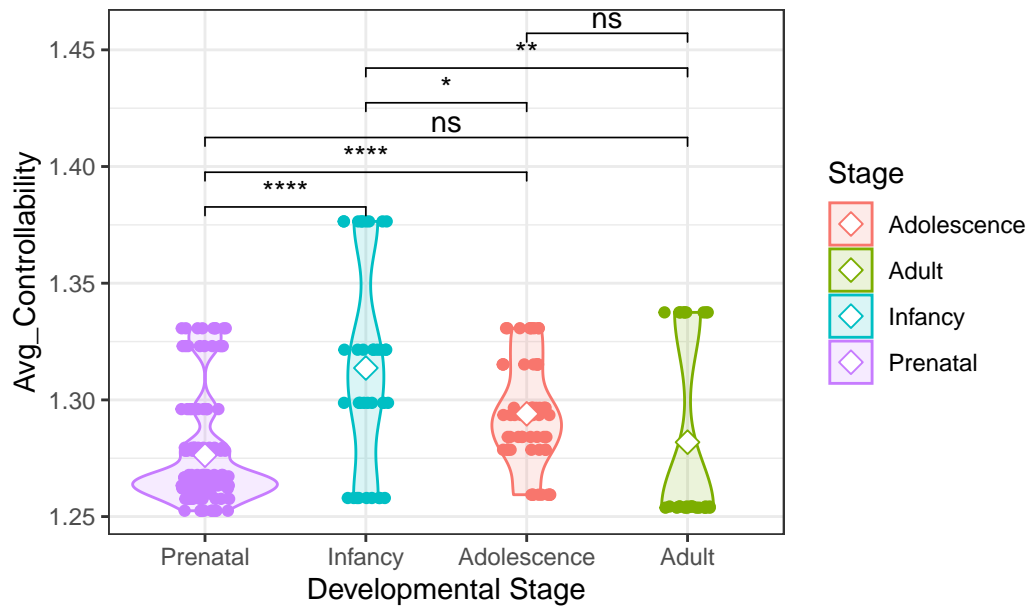 ns
**
*
ns
****
****
1.45
1.40
1.35
1.30
1.25
Avg_Controllability
Prenatal
Infancy
Adolescence
Adult
Developmental Stage
Stage
Adolescence
Adult
Infancy
Prenatal